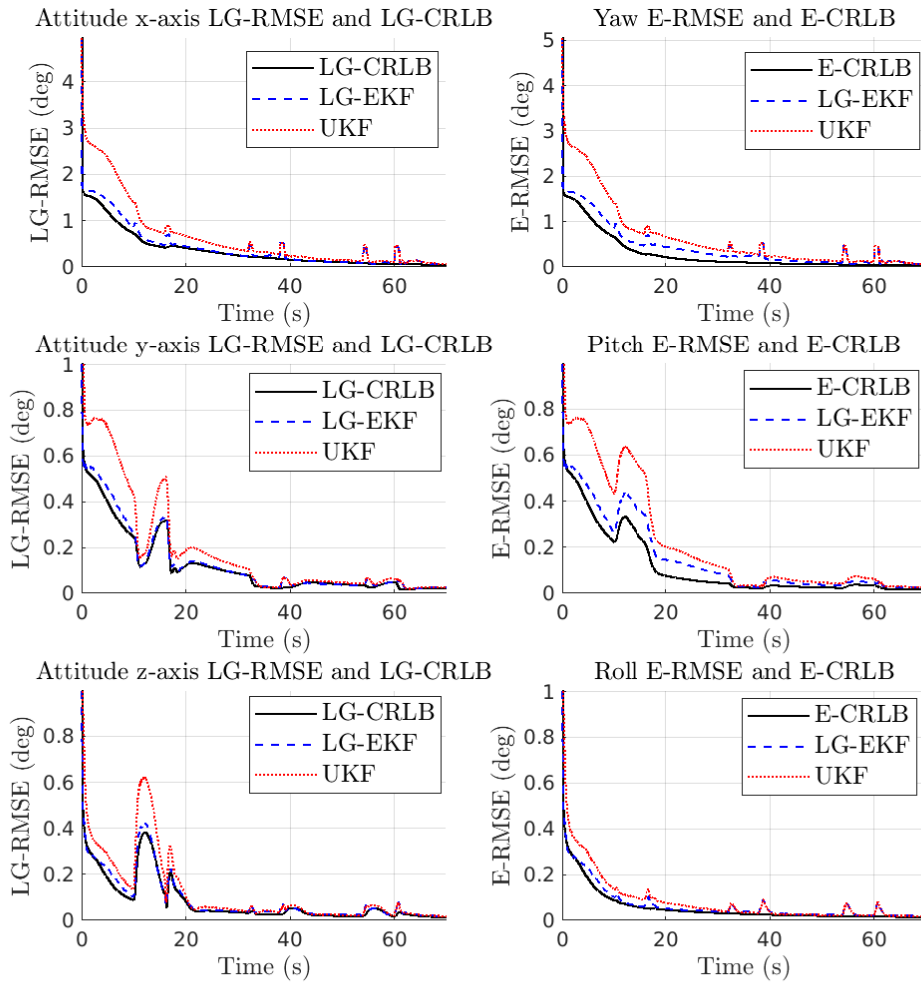 Attitude x-axis LG-RMSE and LG-CRLB
LG-RMSE (deg)
4
3
2
1
0
LG-CRLB
LG-EKF
UKF
0 20 40 60
Time (s)
Yaw E-RMSE and E-CRLB
E-RMSE (deg)
5
4
3
2
1
0
E-CRLB
LG-EKF
UKF
0 20 40 60
Time (s)
Attitude y-axis LG-RMSE and LG-CRLB
LG-RMSE (deg)
1
0.8
0.6
0.4
0.2
0
LG-CRLB
LG-EKF
UKF
0 20 40 60
Time (s)
Pitch E-RMSE and E-CRLB
E-RMSE (deg)
1
0.8
0.6
0.4
0.2
0
E-CRLB
LG-EKF
UKF
0 20 40 60
Time (s)
Attitude z-axis LG-RMSE and LG-CRLB
LG-RMSE (deg)
0.8
0.6
0.4
0.2
0
LG-CRLB
LG-EKF
UKF
0 20 40 60
Time (s)
Roll E-RMSE and E-CRLB
E-RMSE (deg)
1
0.8
0.6
0.4
0.2
0
E-CRLB
LG-EKF
UKF
0 20 40 60
Time (s)